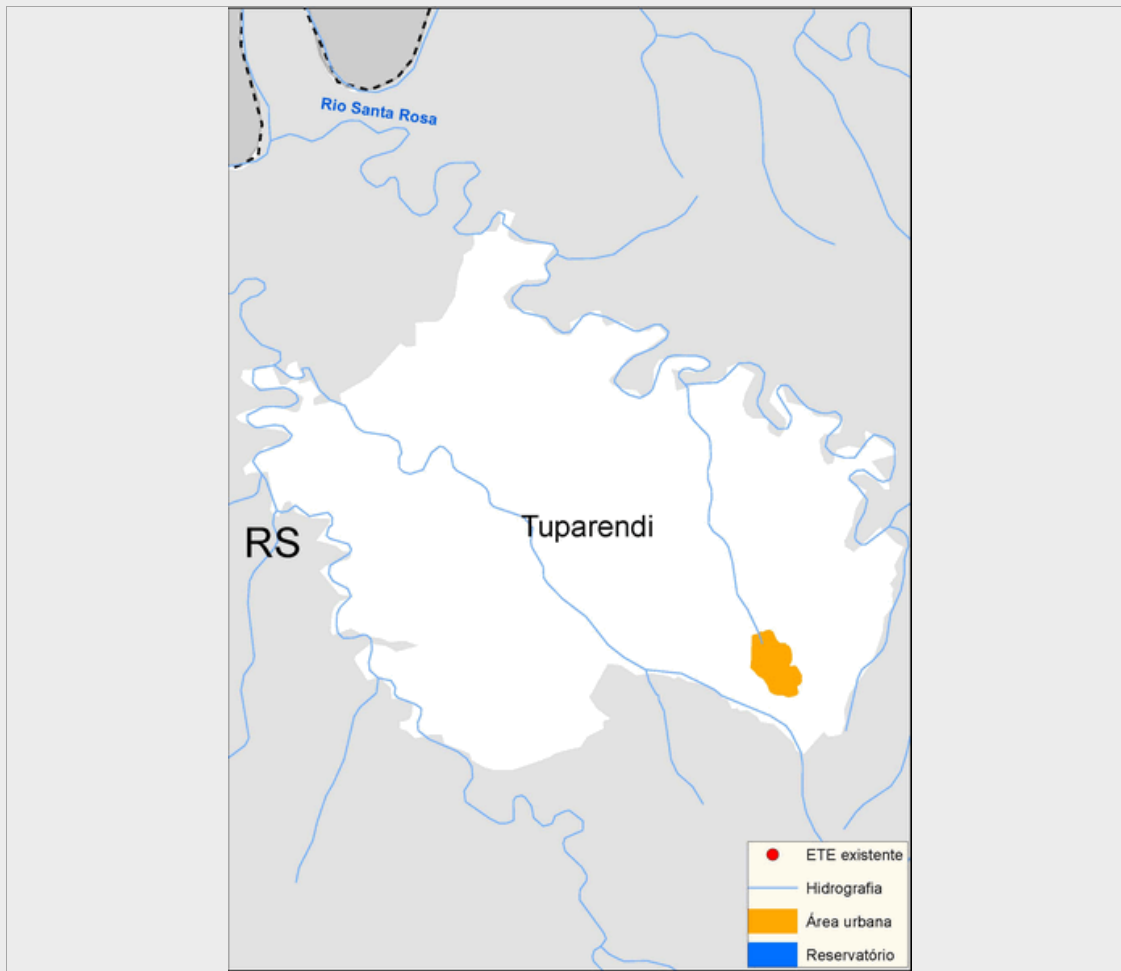 Rio Santa Rosa
Tuparendi
RS
ETE existente
Hidrografia
Área urbana
Reservatório